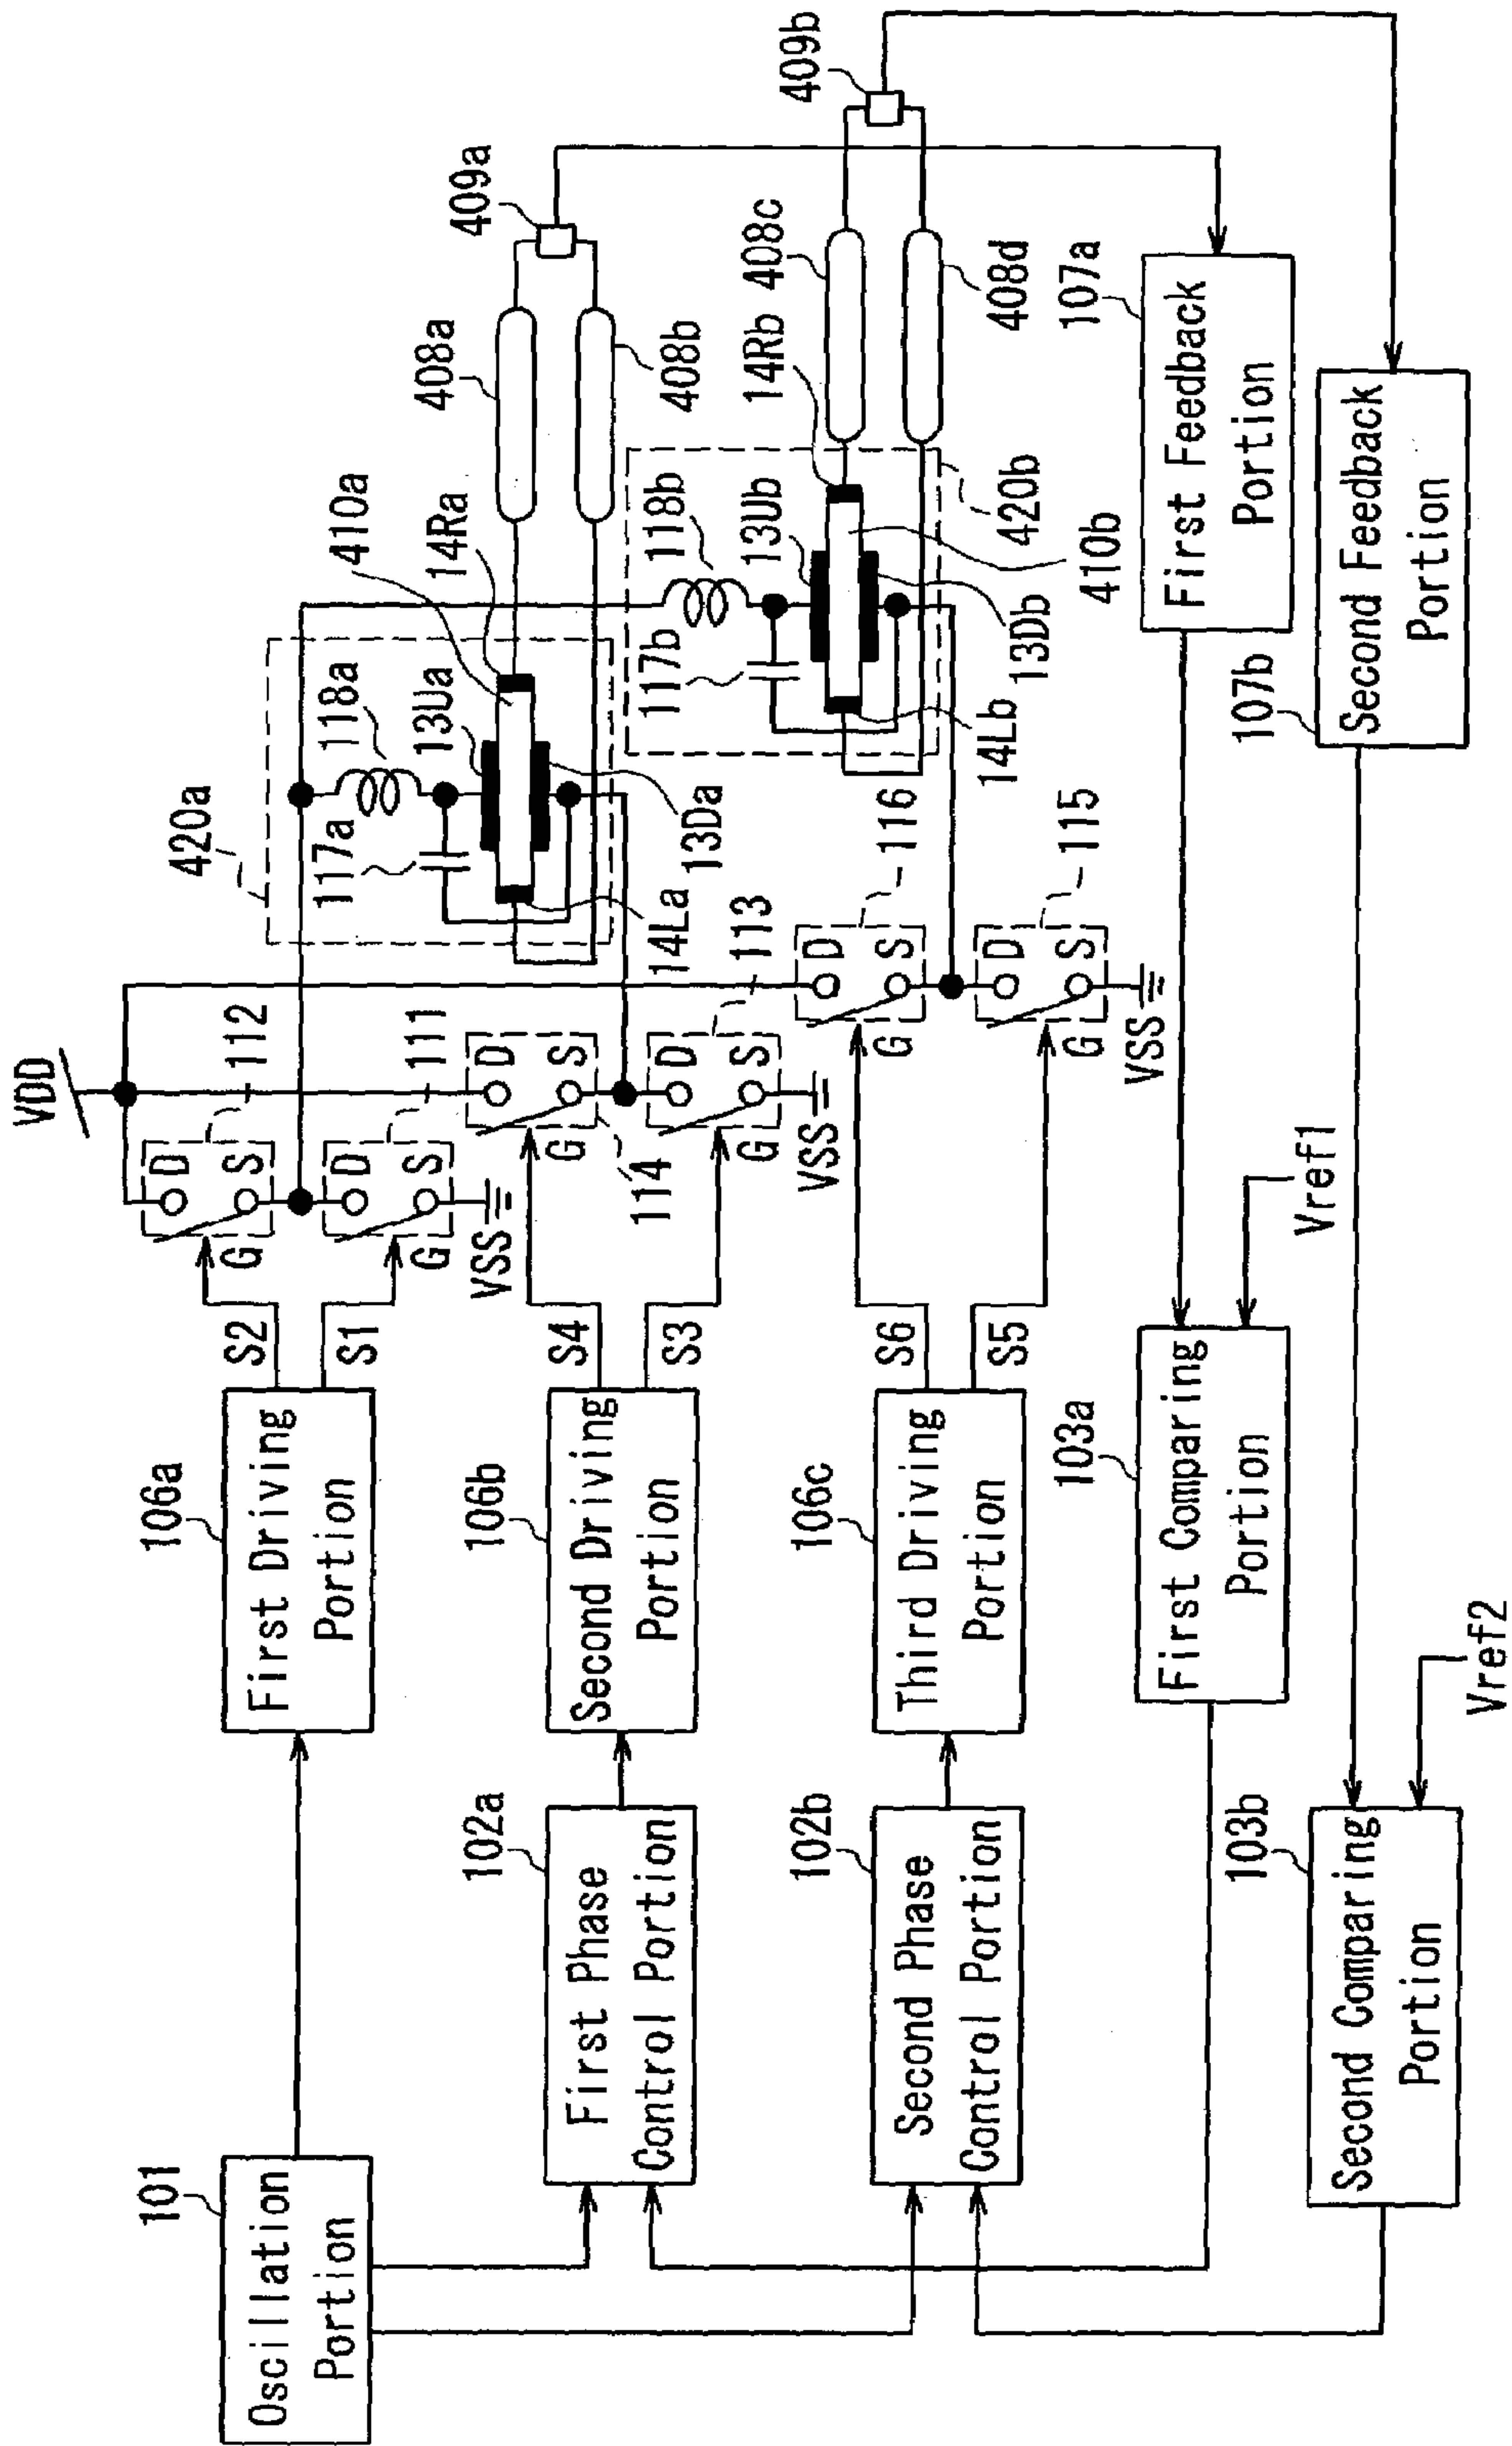 VDD
101
Oscillation
Portion
106a
First Driving
Portion
S2
S1
G
D
S
112
G
D
S
111
VSS
420a
118a
117a
13Ua
410a
14Ra
14La
13Da
408a
408b
409a
102a
First Phase
Control Portion
106b
Second Driving
Portion
S4
S3
G
D
S
114
G
D
S
113
VSS
118b
117b
13Ub
14Rb
14Lb
13Db
420b
410b
408c
408d
409b
102b
Second Phase
Control Portion
106c
Third Driving
Portion
S6
S5
G
D
S
116
G
D
S
115
VSS
103a
First Comparing
Portion
Vref1
107a
First Feedback
Portion
103b
Second Comparing
Portion
Vref2
107b
Second Feedback
Portion